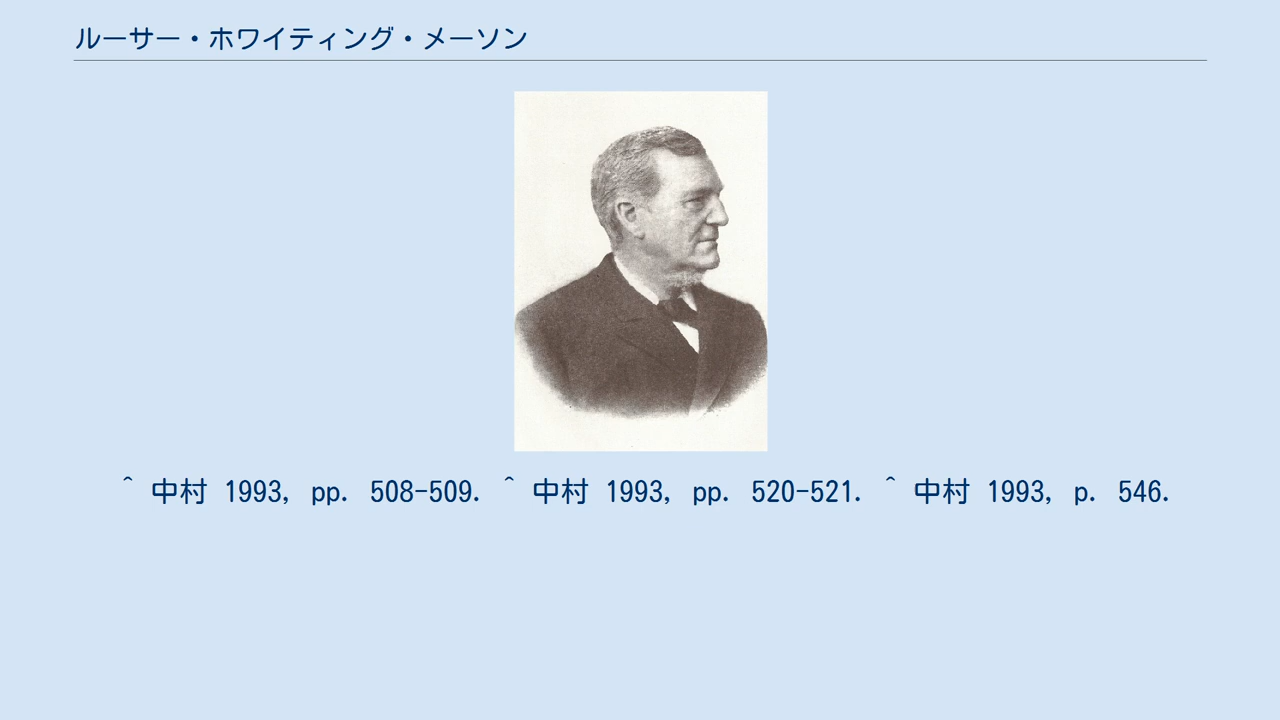 ルーサー・ホワイティング・メーソン
^ 中村 1993, pp. 508-509. ^ 中村 1993, pp. 520-521. ^ 中村 1993, p. 546.